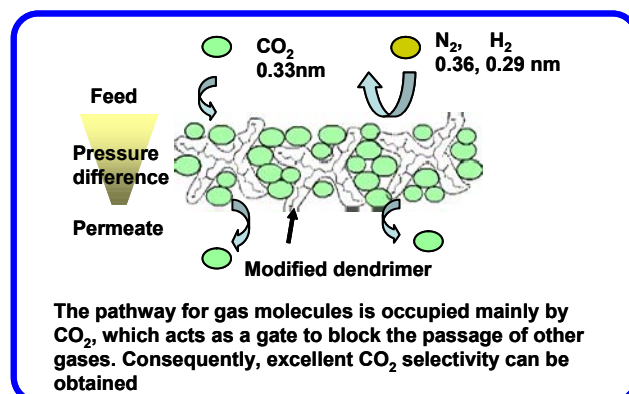 CO₂
0.33nm
N₂, H₂
0.36, 0.29 nm
Feed
Pressure
difference
Permeate
Modified dendrimer
The pathway for gas molecules is occupied mainly by
CO₂, which acts as a gate to block the passage of other
gases. Consequently, excellent CO₂ selectivity can be
obtained